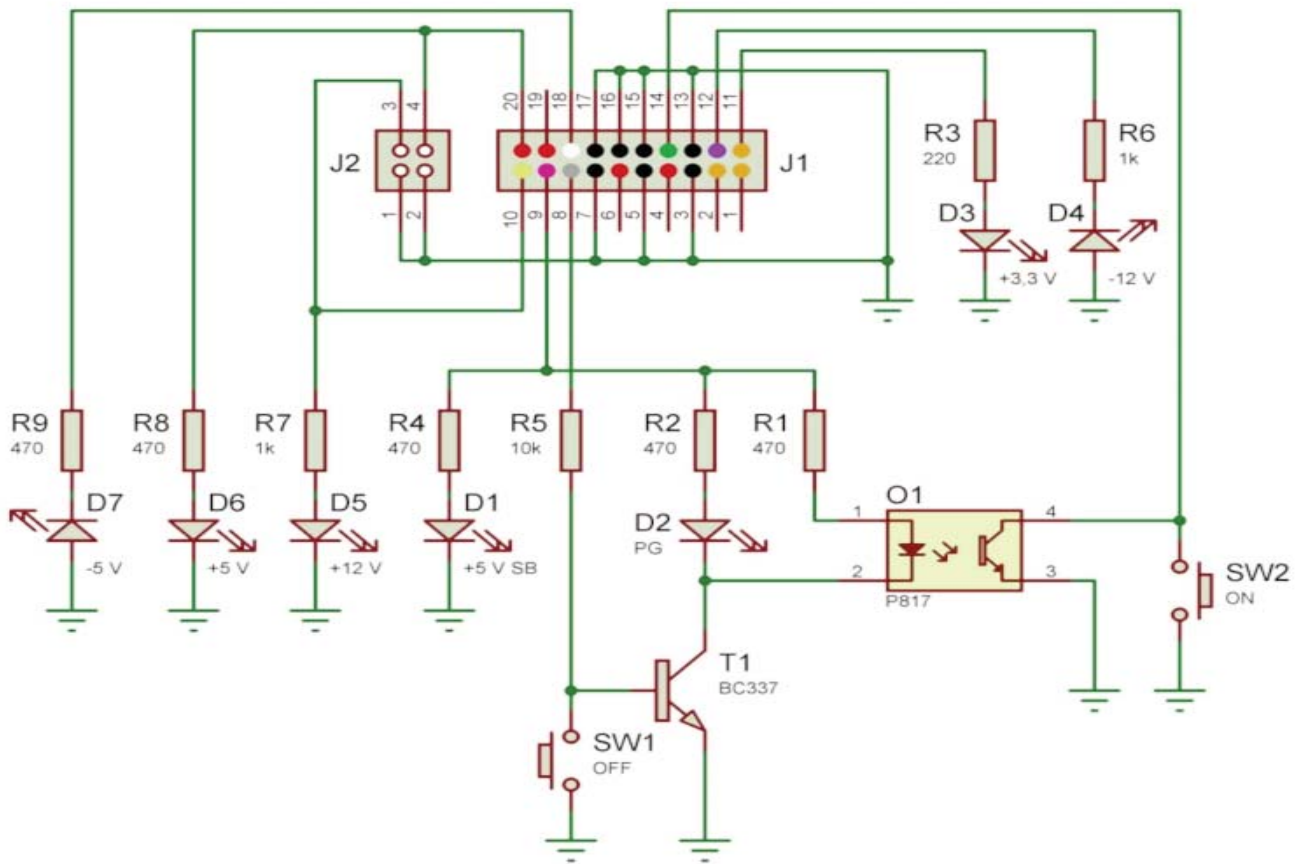 3 4
20 19 18 17 16 15 14 13 12 11
J2
J1
1 2
10 9 8 7 6 5 4 3 2 1
R3
220
R6
1k
D3
+3,3 V
D4
-12 V
R9
470
R8
470
R7
1k
R4
470
R5
10k
R2
470
R1
470
D7
-5 V
D6
+5 V
D5
+12 V
D1
+5 V SB
D2
PG
O1
1
4
2
3
P817
SW2
ON
T1
BC337
SW1
OFF